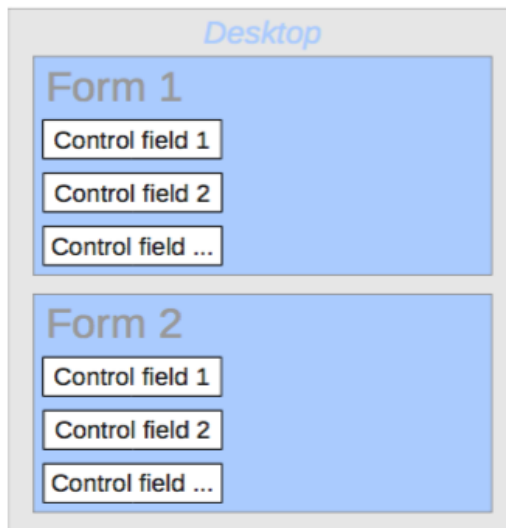 Desktop
Form 1
Control field 1
Control field 2
Control field ...
Form 2
Control field 1
Control field 2
Control field ...